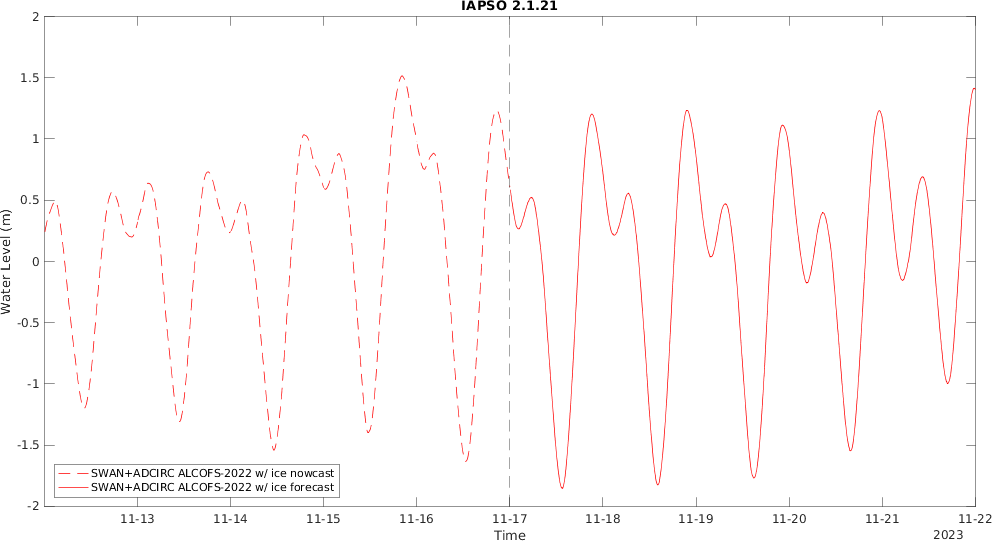 IAPSO 2.1.21
2
1.5
1
0.5
0
-0.5
-1
-1.5
-2
Water Level (m)
SWAN+ADCIRC ALCOFS-2022 w/ ice nowcast
SWAN+ADCIRC ALCOFS-2022 w/ ice forecast
11-13 11-14 11-15 11-16 11-17 11-18 11-19 11-20 11-21 11-22
Time
2023